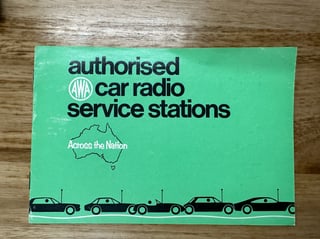 authorised
AWA car radio
service stations
Across the Nation